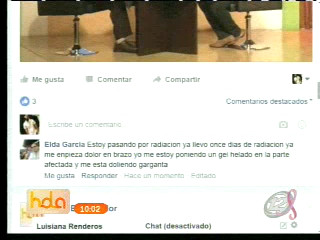 Me gusta Comentar Compartir
3 Comentarios destacados
Escribe un comentario...
Elda Garcia Estoy pasando por radiacion ya llevo once dias de radiacion ya
me enpieza dolor en brazo yo me estoy poniendo un gel helado en la parte
afectada y me esta doliendo garganta
Me gusta Responder Hace un momento Editado
hola
10:02
Luisiana Renderos Chat (desactivado)